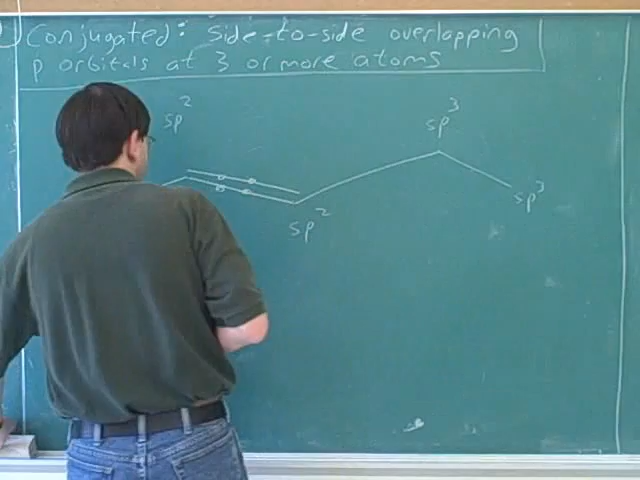 Conjugated: Side-to-side overlapping
p orbitals at 3 or more atoms
sp²
sp³
sp³
sp²